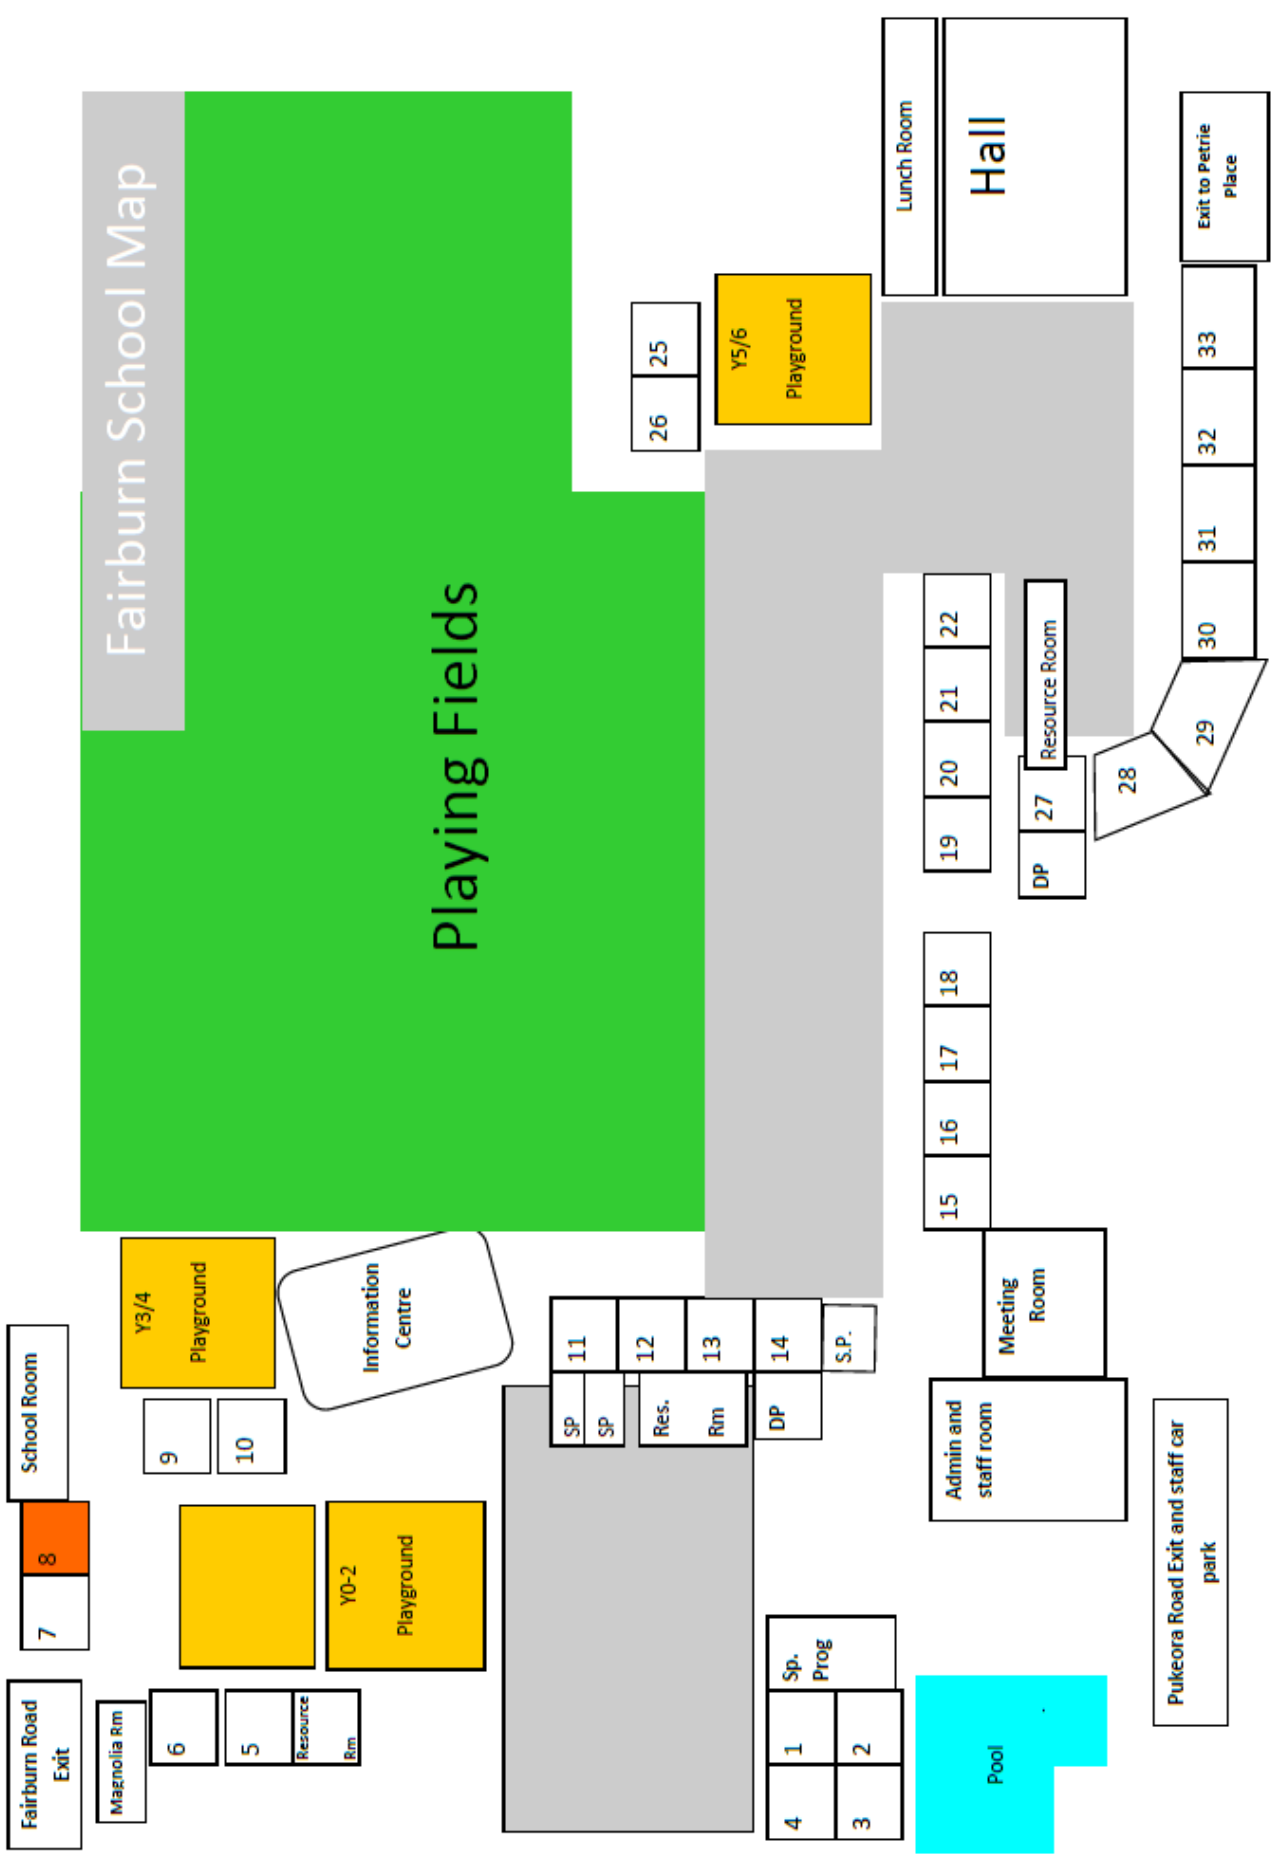 Fairburn Road
Exit
7
8
School Room
Magnolia Rm
Fairburn School Map
6
9
Y3/4
Playground
5
10
Resource
Rm
Y0-2
Playground
Information
Centre
Playing Fields
SP
11
SP
Res.
Rm
12
13
26
25
Y5/6
Playground
DP
14
4
1
Sp.
Prog
S.P.
3
2
Lunch Room
Admin and
staff room
15
16
17
18
19
20
21
22
Hall
Pool
Meeting
Room
DP
27
Resource Room
28
Pukeora Road Exit and staff car
park
29
30
31
32
33
Exit to Petrie
Place